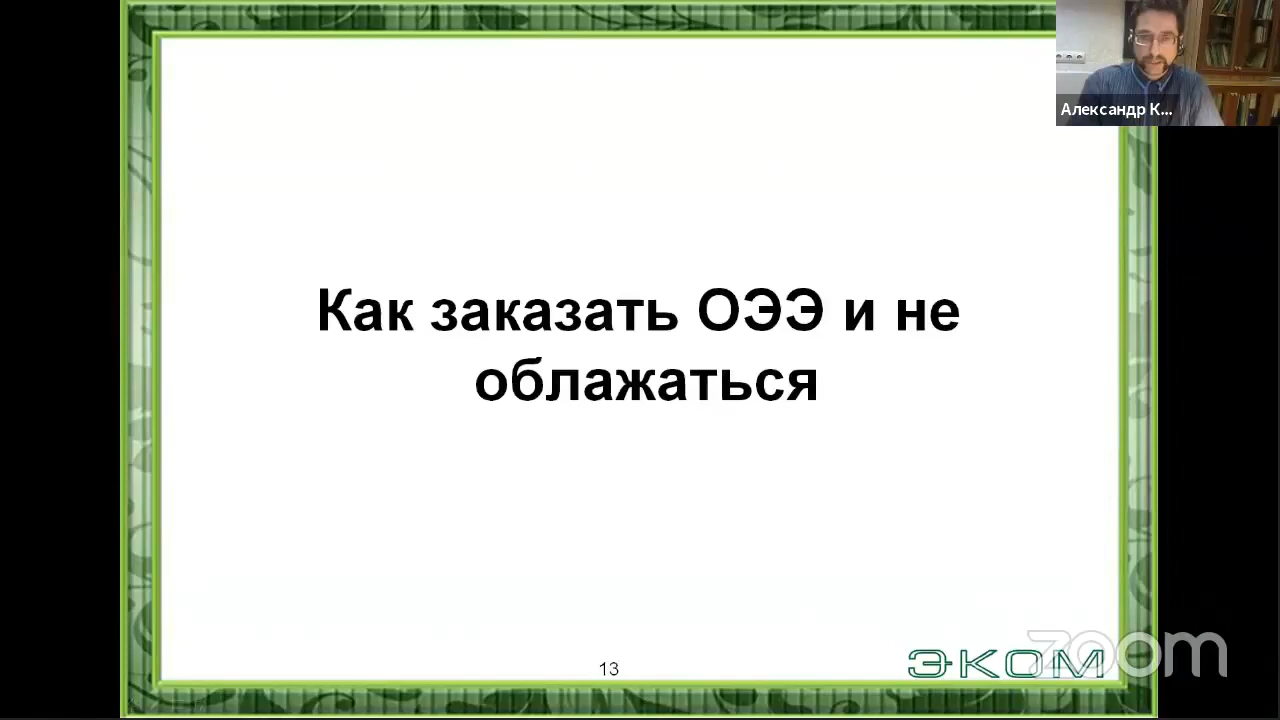 Александр К...
Как заказать ОЭЭ и не
облажаться
13
ЭКОМ
zoom